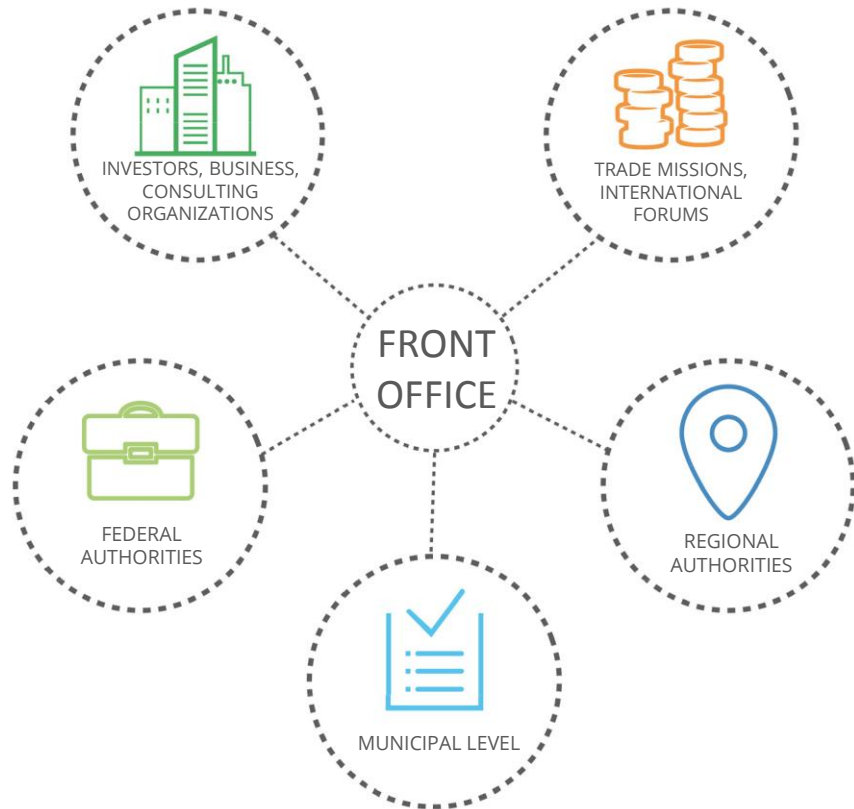 INVESTORS, BUSINESS,
CONSULTING
ORGANIZATIONS
TRADE MISSIONS,
INTERNATIONAL
FORUMS
FRONT
OFFICE
FEDERAL
AUTHORITIES
REGIONAL
AUTHORITIES
MUNICIPAL LEVEL